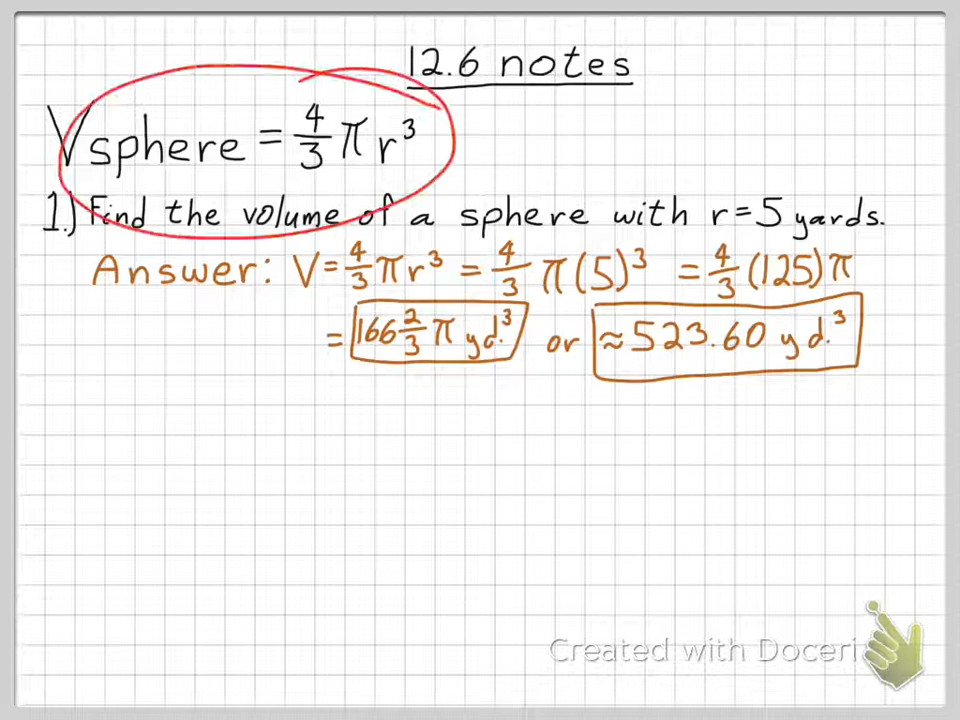 12.6 notes
Vsphere = 4/3 π r³
1.) Find the volume of a sphere with r=5 yards.
Answer: V= 4/3 πr³ = 4/3 π(5)³ = 4/3 (125)π
= 166 2/3 π yd.³ or ≈523.60 yd.³
Created with Doceri